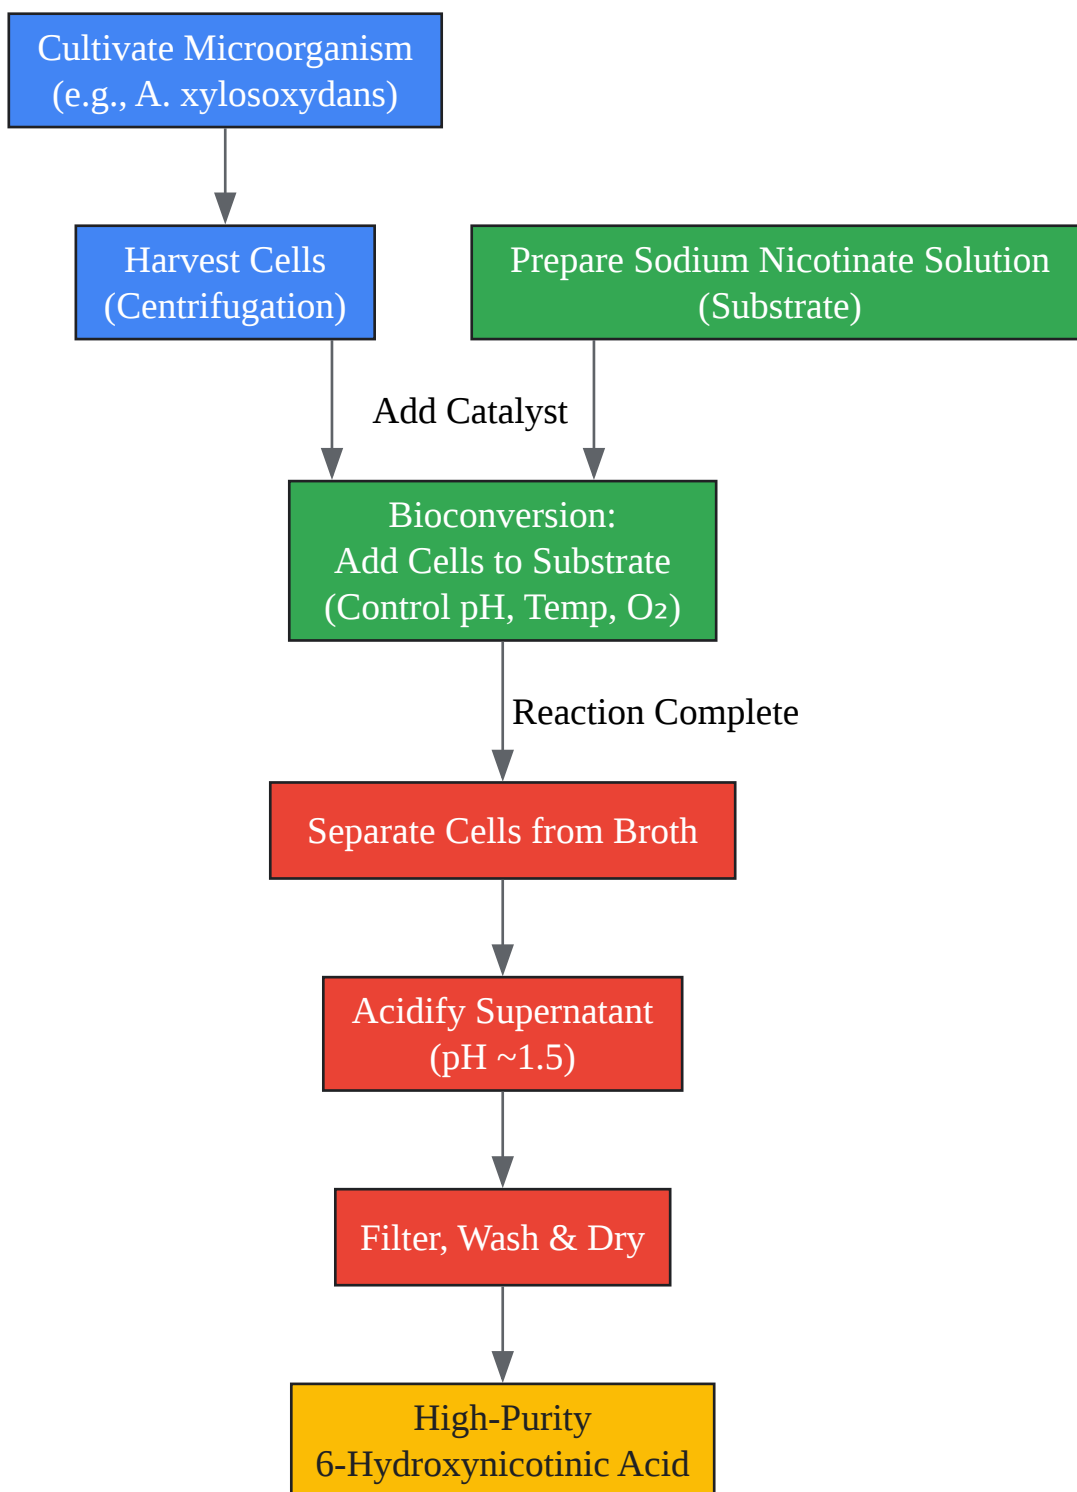 Cultivate Microorganism
(e.g., A. xylosoxydans)
Harvest Cells
(Centrifugation)
Prepare Sodium Nicotinate Solution
(Substrate)
Add Catalyst
Bioconversion:
Add Cells to Substrate
(Control pH, Temp, O₂)
Reaction Complete
Separate Cells from Broth
Acidify Supernatant
(pH ~1.5)
Filter, Wash & Dry
High-Purity
6-Hydroxynicotinic Acid